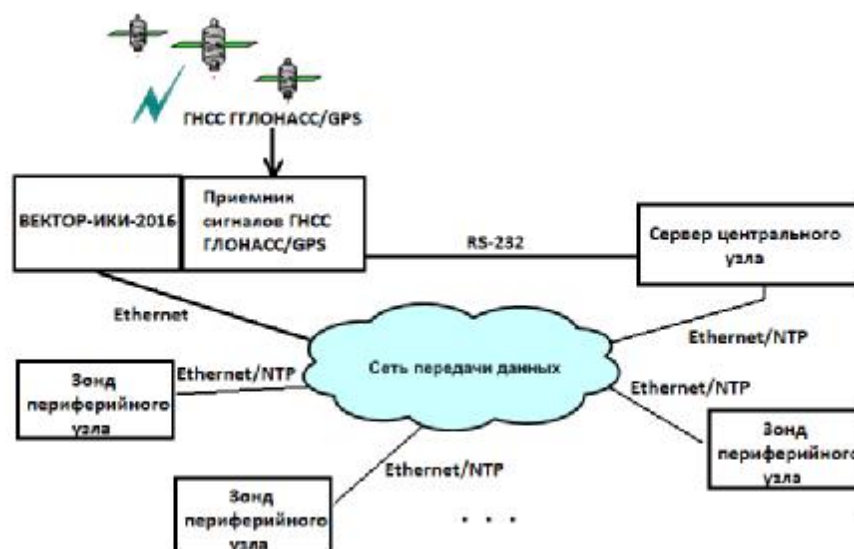 ГНСС ГГЛОНАСС/GPS
ВЕКТОР-ИКИ-2016
Приемник
сигналов ГНСС
ГЛОНАСС/GPS
RS-232
Сервер центрального
узла
Ethernet
Ethernet/NTP
Сеть передачи данных
Зонд
периферийного
узла
Ethernet/NTP
Ethernet/NTP
Зонд
периферийного
узла
Зонд
периферийного
узла
Ethernet/NTP
. . .